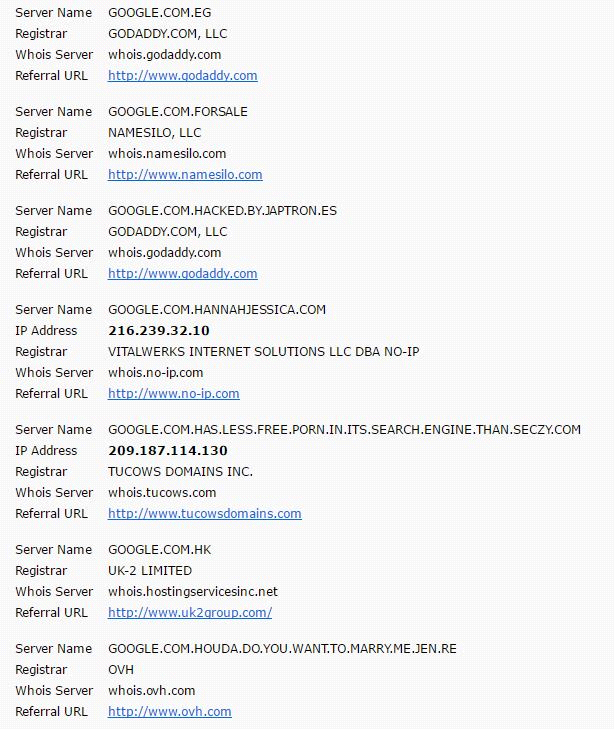 Server Name GOOGLE.COM.EG
Registrar GODADDY.COM, LLC
Whois Server whois.godaddy.com
Referral URL http://www.godaddy.com
Server Name GOOGLE.COM.FORSALE
Registrar NAMESILO, LLC
Whois Server whois.namesilo.com
Referral URL http://www.namesilo.com
Server Name GOOGLE.COM.HACKED.BY.JAPTRON.ES
Registrar GODADDY.COM, LLC
Whois Server whois.godaddy.com
Referral URL http://www.godaddy.com
Server Name GOOGLE.COM.HANNAHJESSICA.COM
IP Address 216.239.32.10
Registrar VITALWERKS INTERNET SOLUTIONS LLC DBA NO-IP
Whois Server whois.no-ip.com
Referral URL http://www.no-ip.com
Server Name GOOGLE.COM.HAS.LESS.FREE.PORN.IN.ITS.SEARCH.ENGINE.THAN.SECZY.COM
IP Address 209.187.114.130
Registrar TUCOWS DOMAINS INC.
Whois Server whois.tucows.com
Referral URL http://www.tucowsdomains.com
Server Name GOOGLE.COM.HK
Registrar UK-2 LIMITED
Whois Server whois.hostingservicesinc.net
Referral URL http://www.uk2group.com/
Server Name GOOGLE.COM.HOUDA.DO.YOU.WANT.TO.MARRY.ME.JEN.RE
Registrar OVH
Whois Server whois.ovh.com
Referral URL http://www.ovh.com